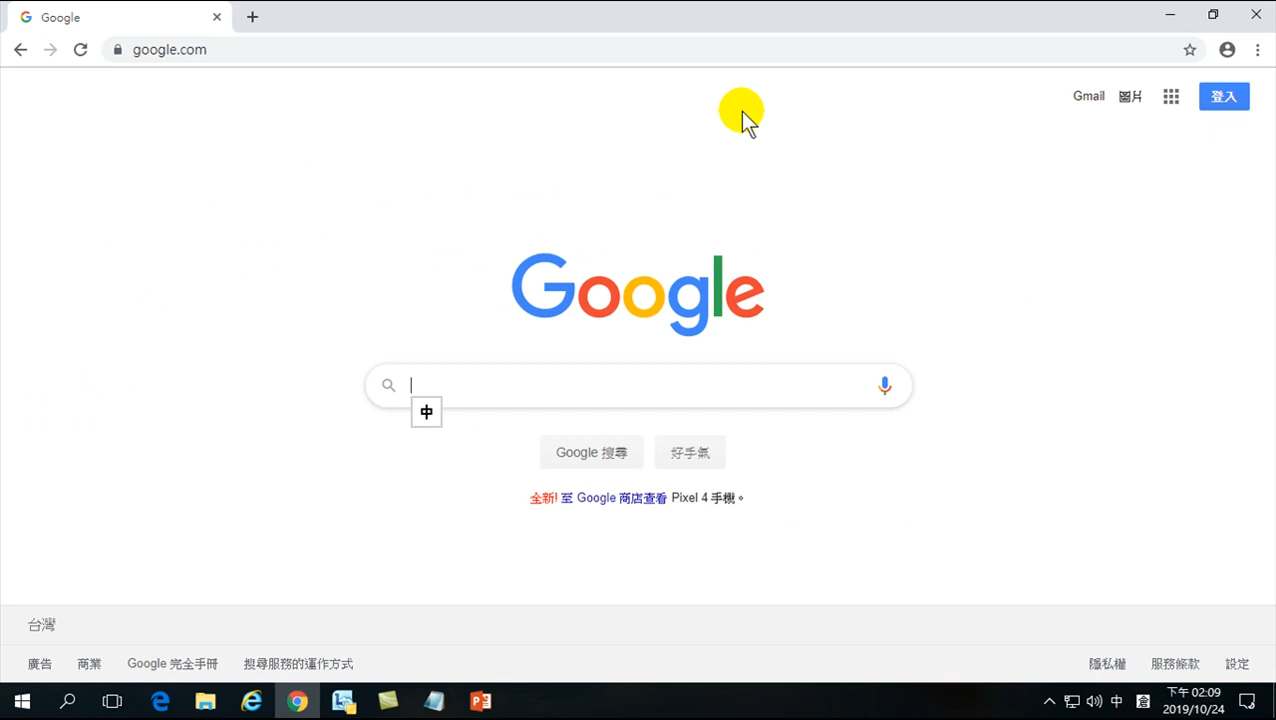 Google
google.com
Gmail 圖片 登入
Google
中
Google 搜尋 好手氣
全新! 至 Google 商店查看 Pixel 4 手機。
台灣
廣告 商業 Google 完全手冊 搜尋服務的運作方式 隱私權 服務條款 設定
中 倉 下午 02:09
2019/10/24